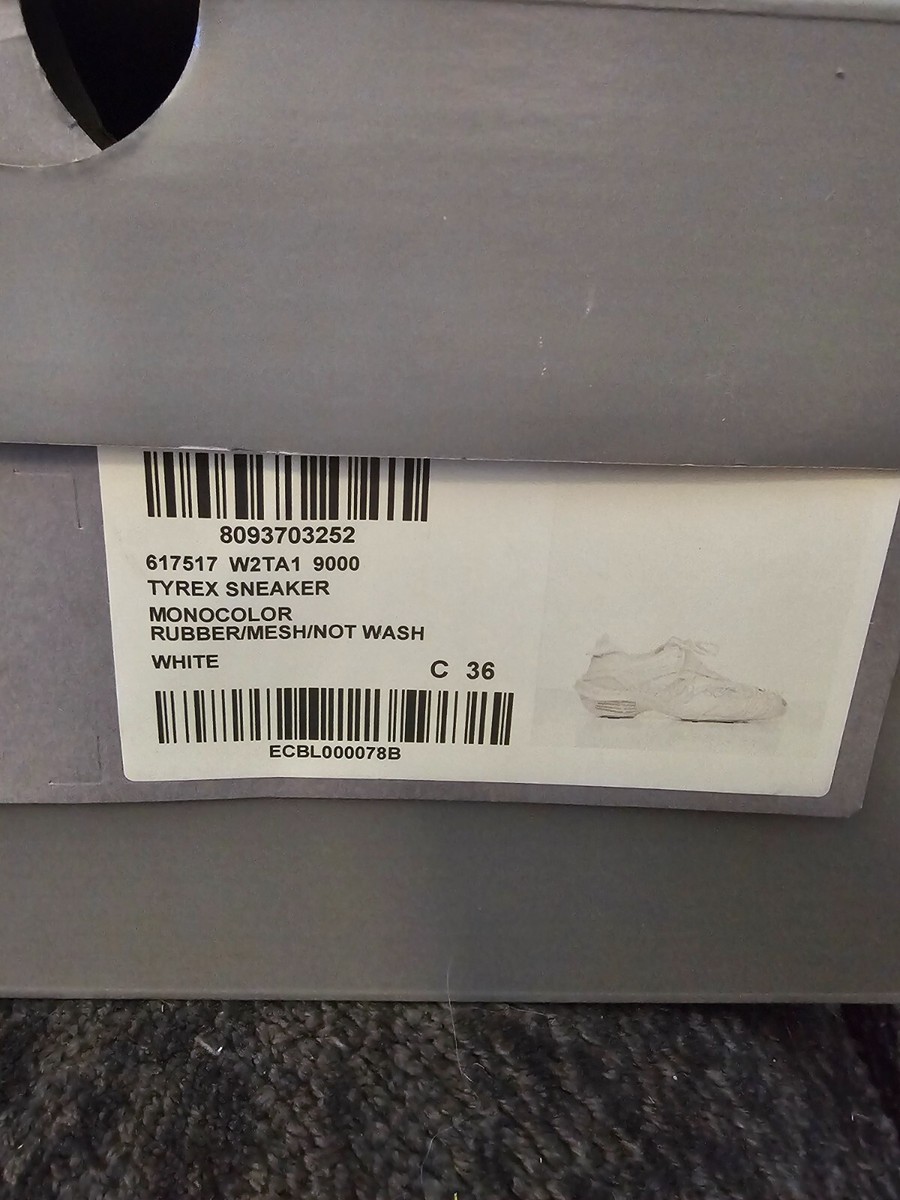 8093703252
617517 W2TA1 9000
TYREX SNEAKER
MONOCOLOR
RUBBER/MESH/NOT WASH
WHITE
C 36
ECBL000078B